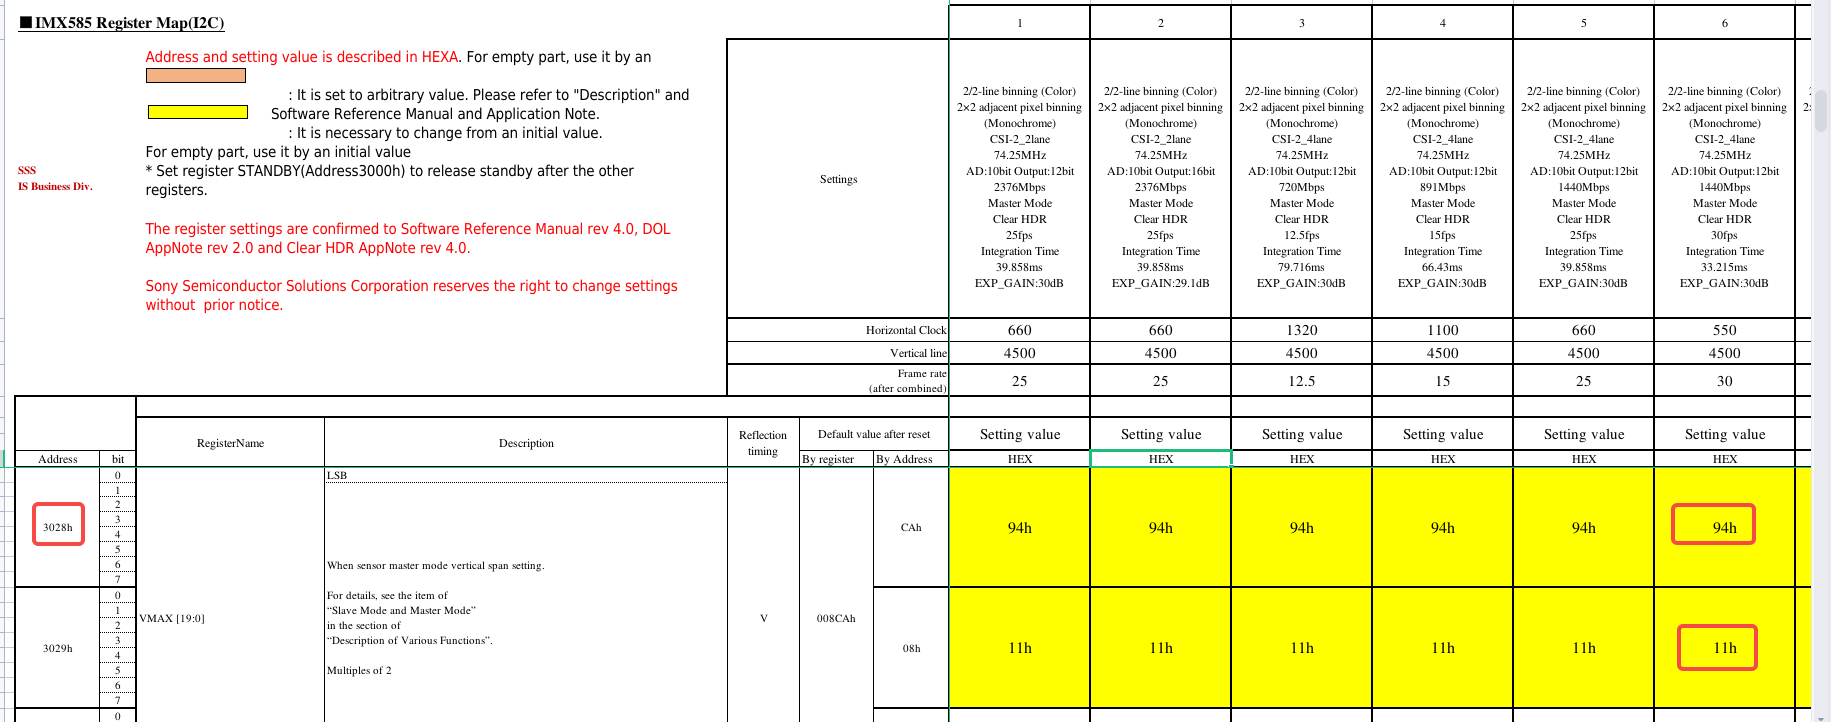 ■IMX585 Register Map(I2C)
Address and setting value is described in HEXA. For empty part, use it by an
: It is set to arbitrary value. Please refer to "Description" and
Software Reference Manual and Application Note.
: It is necessary to change from an initial value.
For empty part, use it by an initial value
* Set register STANDBY(Address3000h) to release standby after the other
registers.
SSS
IS Business Div.
The register settings are confirmed to Software Reference Manual rev 4.0, DOL
AppNote rev 2.0 and Clear HDR AppNote rev 4.0.
Sony Semiconductor Solutions Corporation reserves the right to change settings
without  prior notice.
1 2 3 4 5 6
Settings
2/2-line binning (Color)
2×2 adjacent pixel binning
(Monochrome)
CSI-2_2lane
74.25MHz
AD:10bit Output:12bit
2376Mbps
Master Mode
Clear HDR
25fps
Integration Time
39.858ms
EXP_GAIN:30dB
2/2-line binning (Color)
2×2 adjacent pixel binning
(Monochrome)
CSI-2_2lane
74.25MHz
AD:10bit Output:16bit
2376Mbps
Master Mode
Clear HDR
25fps
Integration Time
39.858ms
EXP_GAIN:29.1dB
2/2-line binning (Color)
2×2 adjacent pixel binning
(Monochrome)
CSI-2_4lane
74.25MHz
AD:10bit Output:12bit
720Mbps
Master Mode
Clear HDR
12.5fps
Integration Time
79.716ms
EXP_GAIN:30dB
2/2-line binning (Color)
2×2 adjacent pixel binning
(Monochrome)
CSI-2_4lane
74.25MHz
AD:10bit Output:12bit
891Mbps
Master Mode
Clear HDR
15fps
Integration Time
66.43ms
EXP_GAIN:30dB
2/2-line binning (Color)
2×2 adjacent pixel binning
(Monochrome)
CSI-2_4lane
74.25MHz
AD:10bit Output:12bit
1440Mbps
Master Mode
Clear HDR
25fps
Integration Time
39.858ms
EXP_GAIN:30dB
2/2-line binning (Color)
2×2 adjacent pixel binning
(Monochrome)
CSI-2_4lane
74.25MHz
AD:10bit Output:12bit
1440Mbps
Master Mode
Clear HDR
30fps
Integration Time
33.215ms
EXP_GAIN:30dB
Horizontal Clock 660 660 1320 1100 660 550
Vertical line 4500 4500 4500 4500 4500 4500
Frame rate
(after combined) 25 25 12.5 15 25 30
Address bit RegisterName Description Reflection
timing Default value after reset
By register By Address
Setting value Setting value Setting value Setting value Setting value Setting value
HEX HEX HEX HEX HEX HEX
3028h
0
1
2
3
4
5
6
7
LSB
CAh 94h 94h 94h 94h 94h 94h
When sensor master mode vertical span setting.
3029h
0
1
2
3
4
5
6
7
VMAX [19:0]
For details, see the item of
“Slave Mode and Master Mode”
in the section of
“Description of Various Functions”.
Multiples of 2
V 008CAh 08h 11h 11h 11h 11h 11h 11h
0